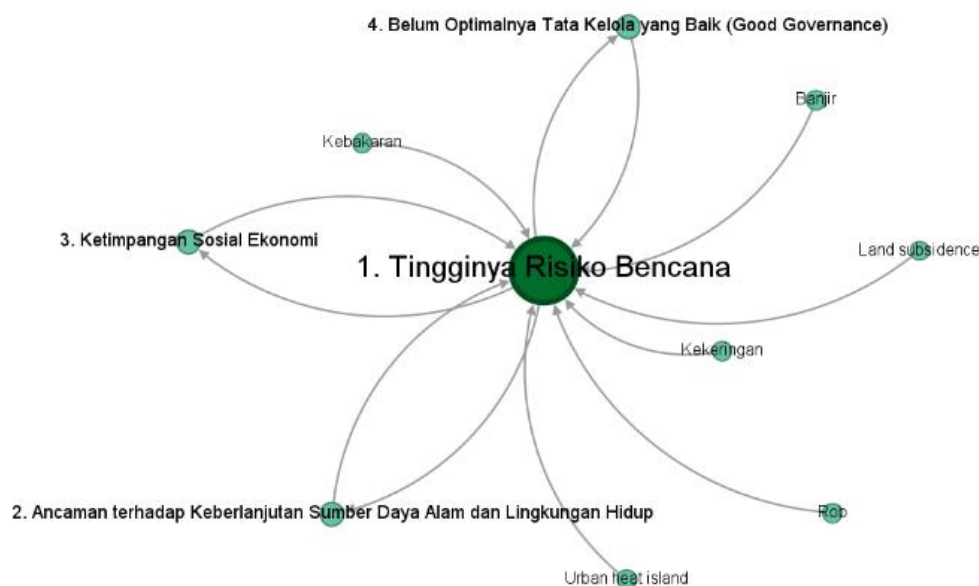 4. Belum Optimalnya Tata Kelola yang Baik (Good Governance)
Banjir
Kebakaran
3. Ketimpangan Sosial Ekonomi
Land subsidence
1. Tingginya Risiko Bencana
Kekeringan
2. Ancaman terhadap Keberlanjutan Sumber Daya Alam dan Lingkungan Hidup
Rob
Urban heat island